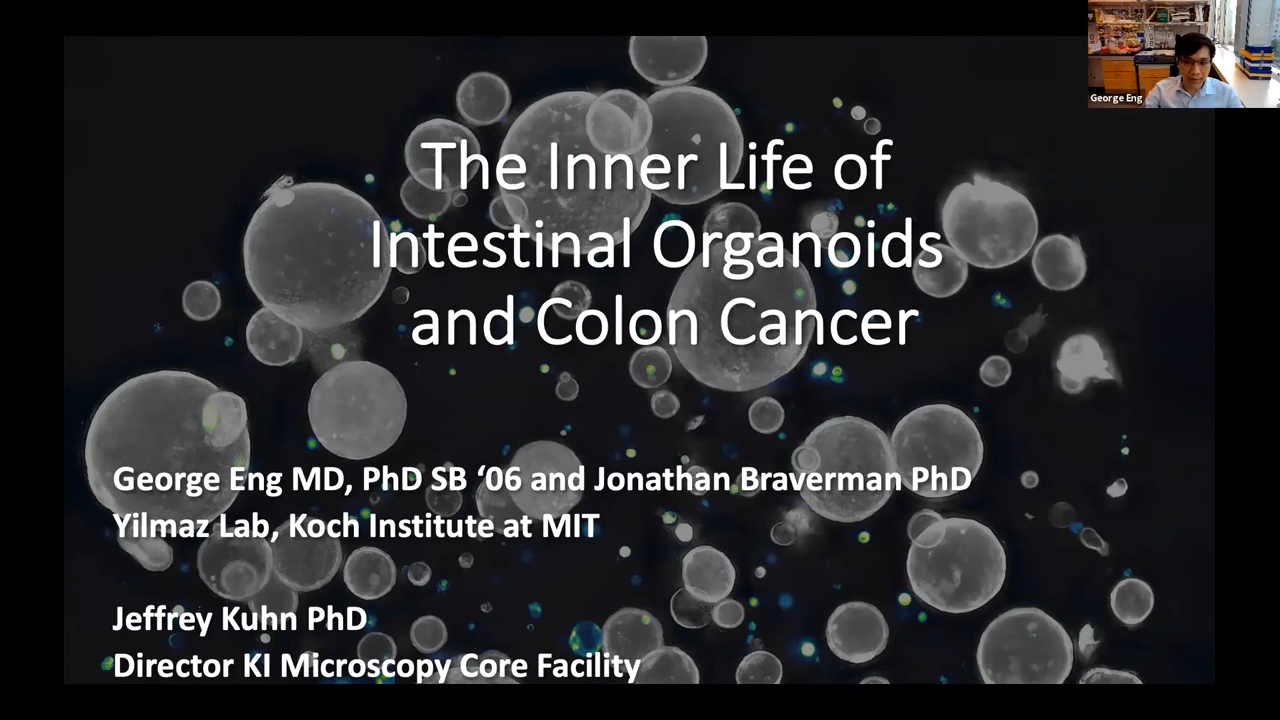 George Eng
The Inner Life of
Intestinal Organoids
and Colon Cancer
George Eng MD, PhD SB ‘06 and Jonathan Braverman PhD
Yilmaz Lab, Koch Institute at MIT
Jeffrey Kuhn PhD
Director KI Microscopy Core Facility